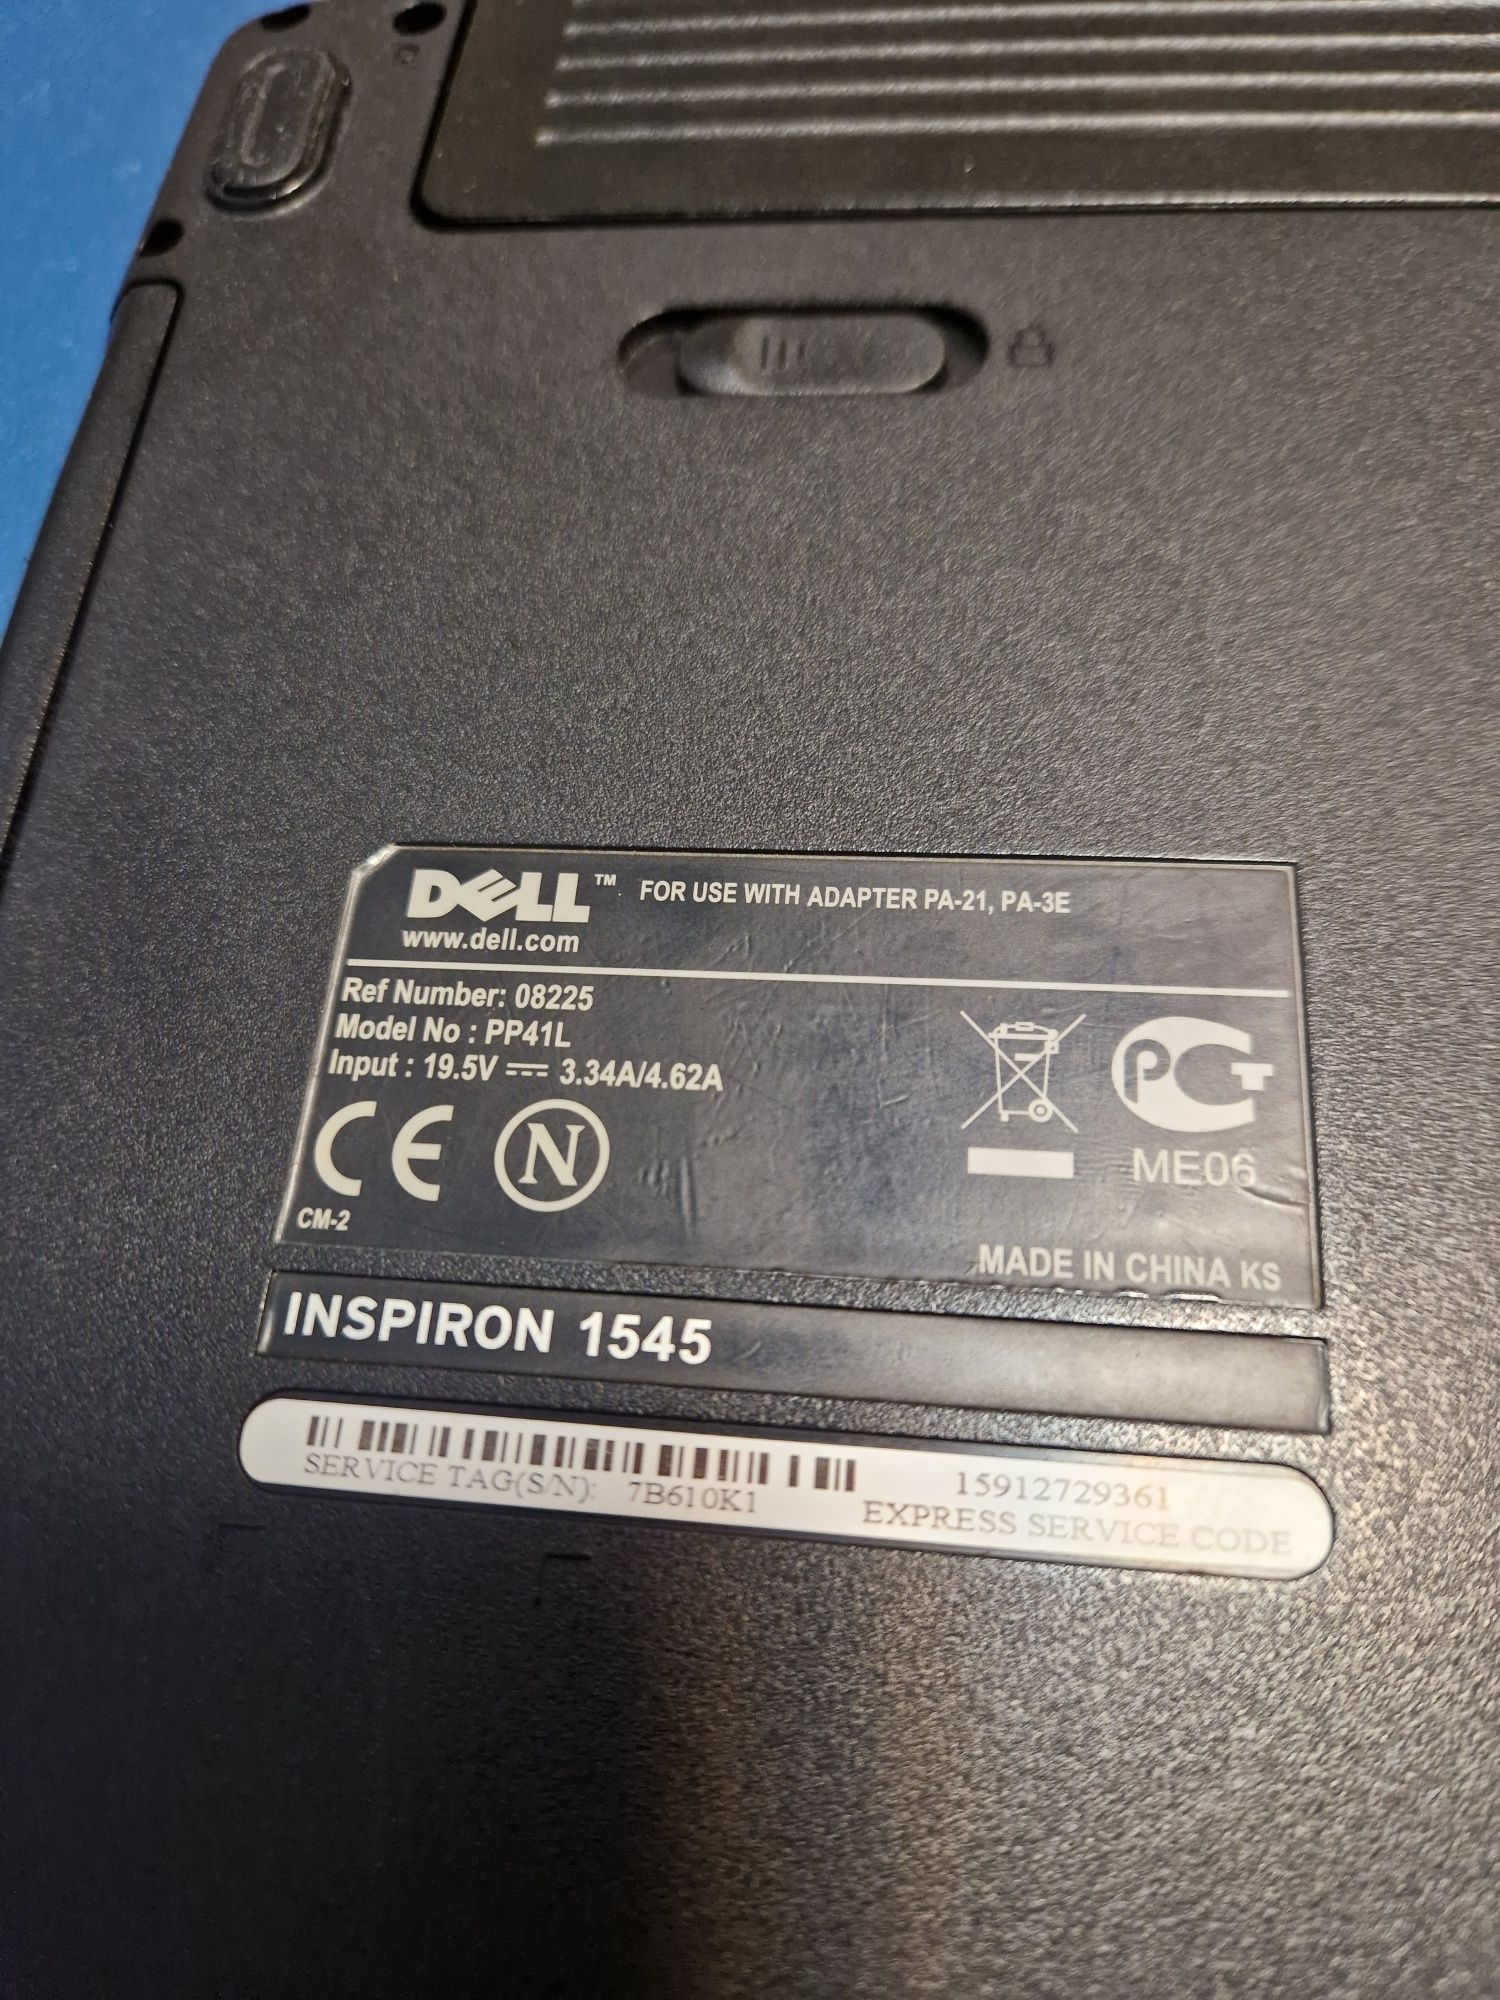 DELL™ FOR USE WITH ADAPTER PA-21, PA-3E
www.dell.com
Ref Number: 08225
Model No : PP41L
Input : 19.5V ⎓ 3.34A/4.62A
CE N PCT
ME06
CM-2
MADE IN CHINA KS
INSPIRON 1545
SERVICE TAG(S/N): 7B610K1
15912729361
EXPRESS SERVICE CODE